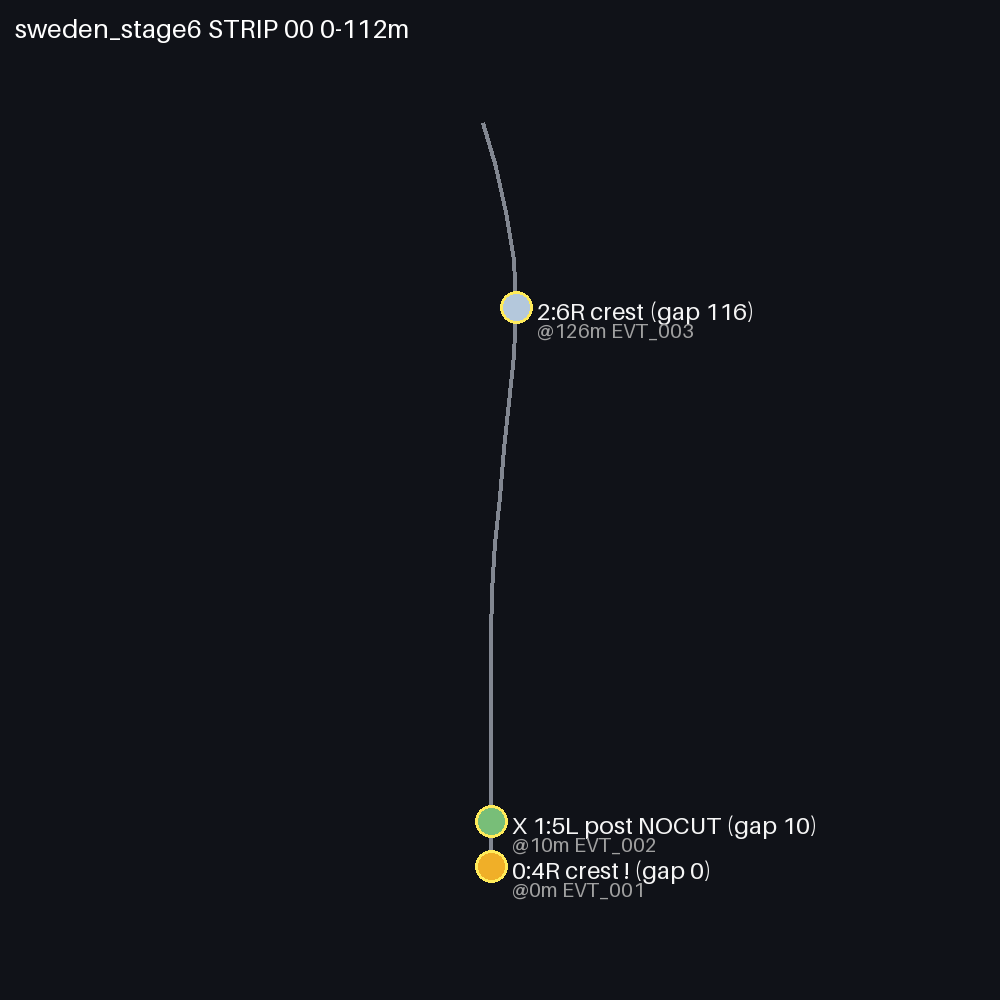 sweden_stage6 STRIP 00 0-112m
2:6R crest (gap 116)
@126m EVT_003
X 1:5L post NOCUT (gap 10)
@10m EVT_002
0:4R crest ! (gap 0)
@0m EVT_001